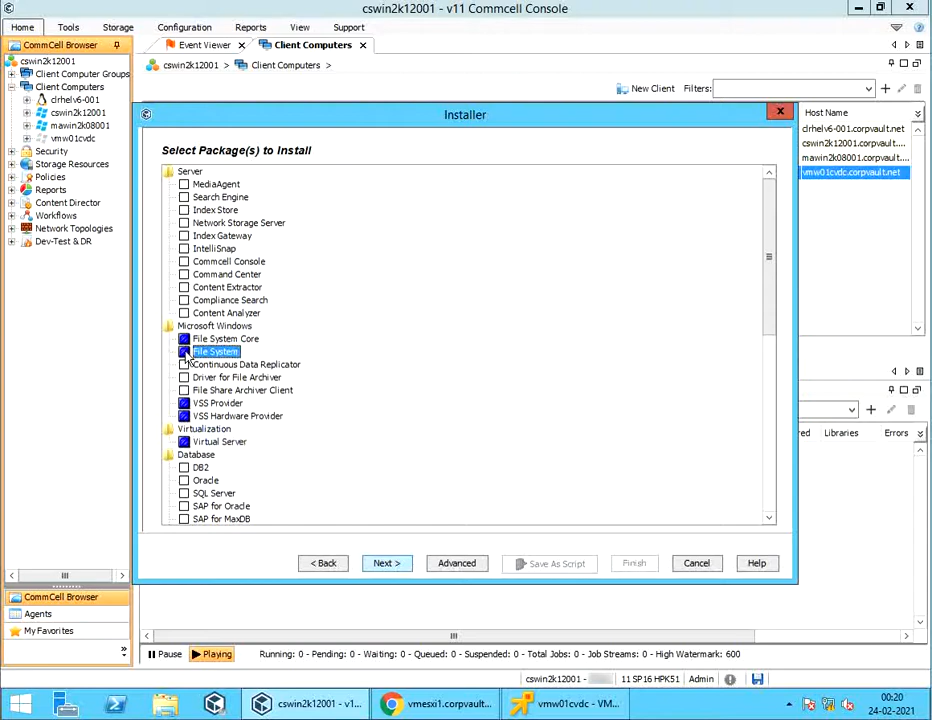 cswin2k12001 - v11 Commcell Console
Home Tools Storage Configuration Reports View Support
CommCell Browser
Event Viewer
Client Computers
cswin2k12001
Client Computer Groups
Client Computers
clrhelv6-001
cswin2k12001
mawin2k08001
vmw01cvdc
Security
Storage Resources
Policies
Reports
Content Director
Workflows
Network Topologies
Dev-Test & DR
cswin2k12001 > Client Computers >
New Client Filters:
Host Name
clrhelv6-001.corpvault.net
cswin2k12001.corpvault....
mawin2k08001.corpvault....
vmw01cvdc.corpvault.net
Installer
Select Package(s) to Install
Server
MediaAgent
Search Engine
Index Store
Network Storage Server
Index Gateway
IntelliSnap
Commcell Console
Command Center
Content Extractor
Compliance Search
Content Analyzer
Microsoft Windows
File System Core
File System
Continuous Data Replicator
Driver for File Archiver
File Share Archiver Client
VSS Provider
VSS Hardware Provider
Virtualization
Virtual Server
Database
DB2
Oracle
SQL Server
SAP for Oracle
SAP for MaxDB
< Back Next > Advanced Save As Script Finish Cancel Help
red Libraries Errors
CommCell Browser
Agents
My Favorites
Pause Playing Running: 0 - Pending: 0 - Waiting: 0 - Queued: 0 - Suspended: 0 - Total Jobs: 0 - Job Streams: 0 - High Watermark: 600
cswin2k12001 - 11 SP16 HPK51 Admin
cswin2k12001 - v1...
vmesxi1.corpvault...
vmw01cvdc - VM...
00:20
24-02-2021